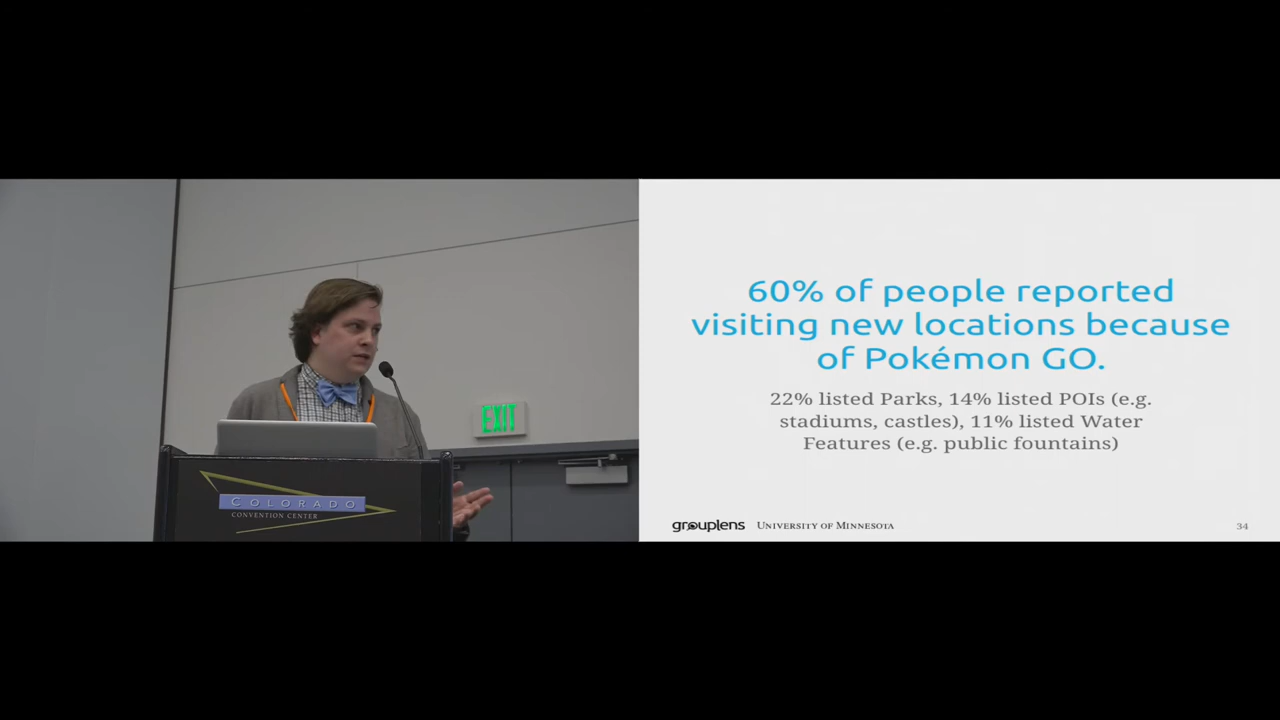 EXIT
COLORADO
CONVENTION CENTER
60% of people reported
visiting new locations because
of Pokémon GO.
22% listed Parks, 14% listed POIs (e.g.
stadiums, castles), 11% listed Water
Features (e.g. public fountains)
grouplens UNIVERSITY OF MINNESOTA
34